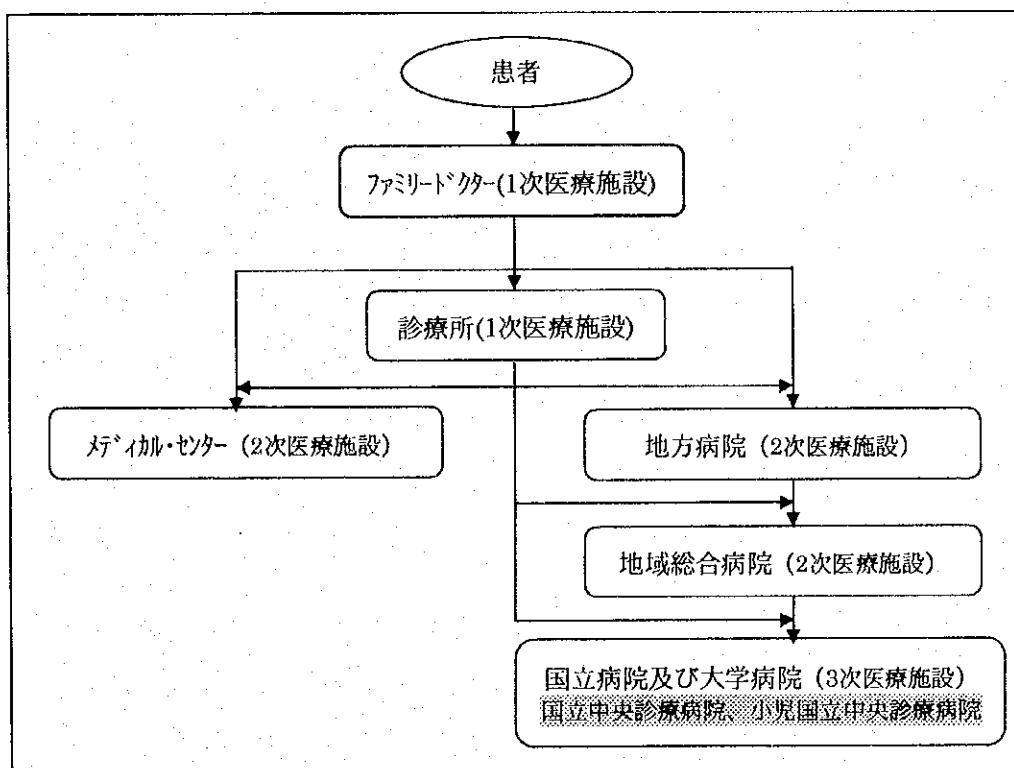 患者
ファミリードクター(1次医療施設)
診療所(1次医療施設)
メディカル・センター (2次医療施設)
地方病院 (2次医療施設)
地域総合病院 (2次医療施設)
国立病院及び大学病院 (3次医療施設)
国立中央診療病院、小児国立中央診療病院